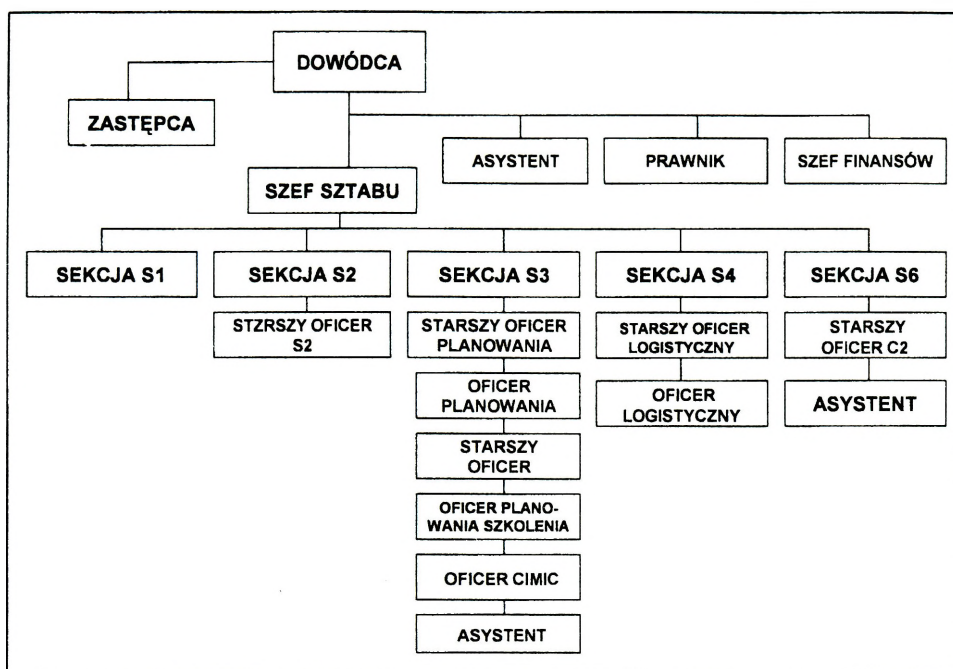 DOWÓDCA
ZASTĘPCA
ASYSTENT
PRAWNIK
SZEF FINANSÓW
SZEF SZTABU
SEKCJA S1
SEKCJA S2
SEKCJA S3
SEKCJA S4
SEKCJA S6
STZRSZY OFICER
S2
STARSZY OFICER
PLANOWANIA
STARSZY OFICER
LOGISTYCZNY
STARSZY
OFICER C2
OFICER
PLANOWANIA
OFICER
LOGISTYCZNY
ASYSTENT
STARSZY
OFICER
OFICER PLANO-
WANIA SZKOLENIA
OFICER CIMIC
ASYSTENT